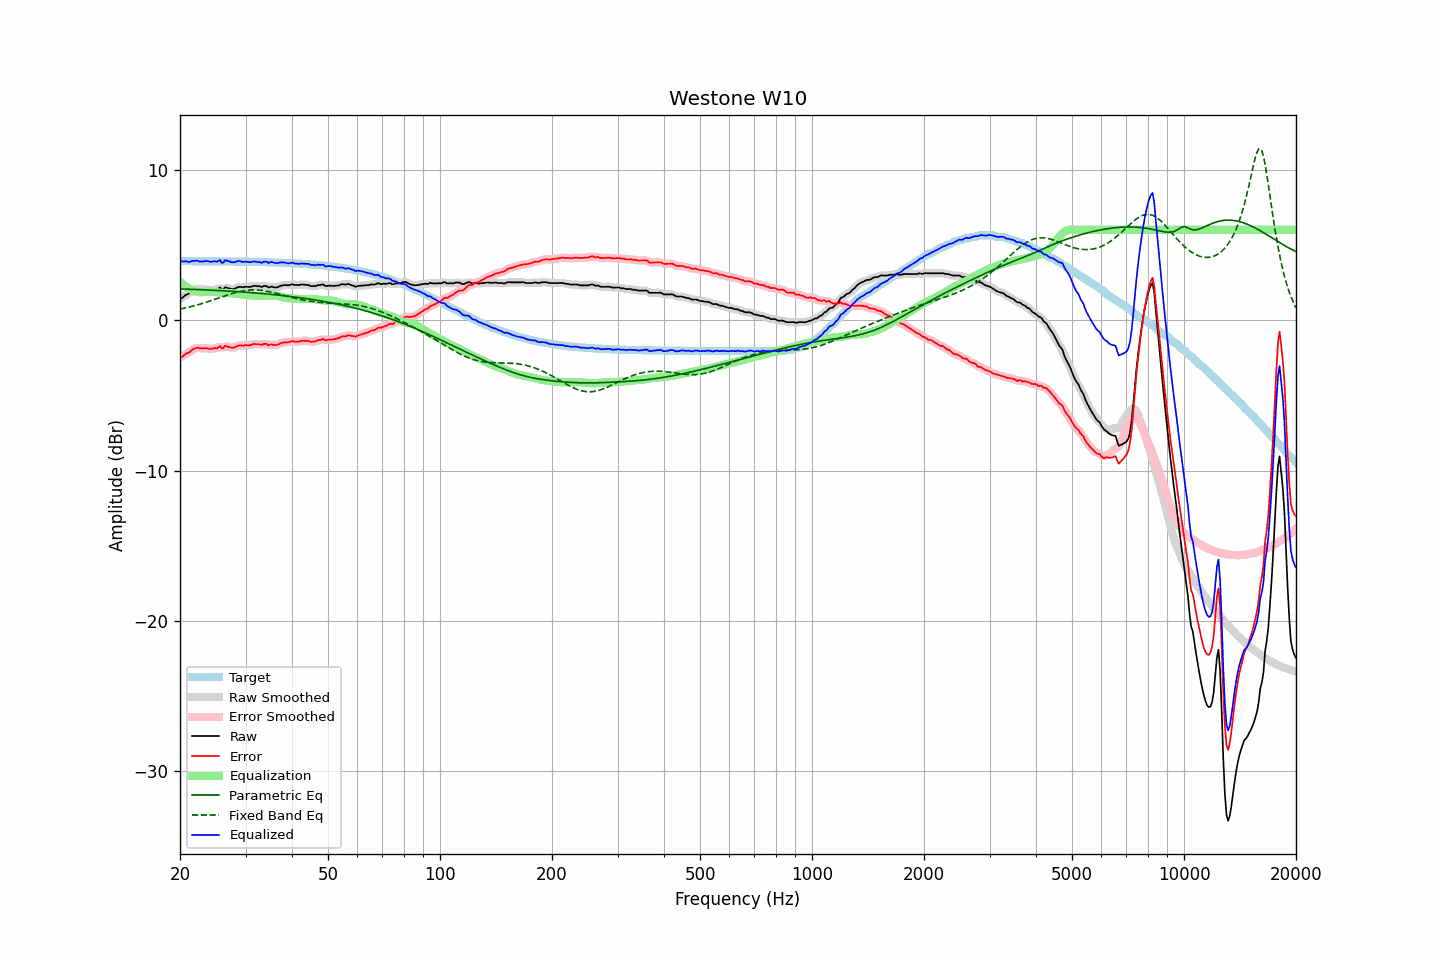 Westone W10
Amplitude (dBr)
10
0
−10
−20
−30
Target
Raw Smoothed
Error Smoothed
Raw
Error
Equalization
Parametric Eq
Fixed Band Eq
Equalized
20 50 100 200 500 1000 2000 5000 10000 20000
Frequency (Hz)